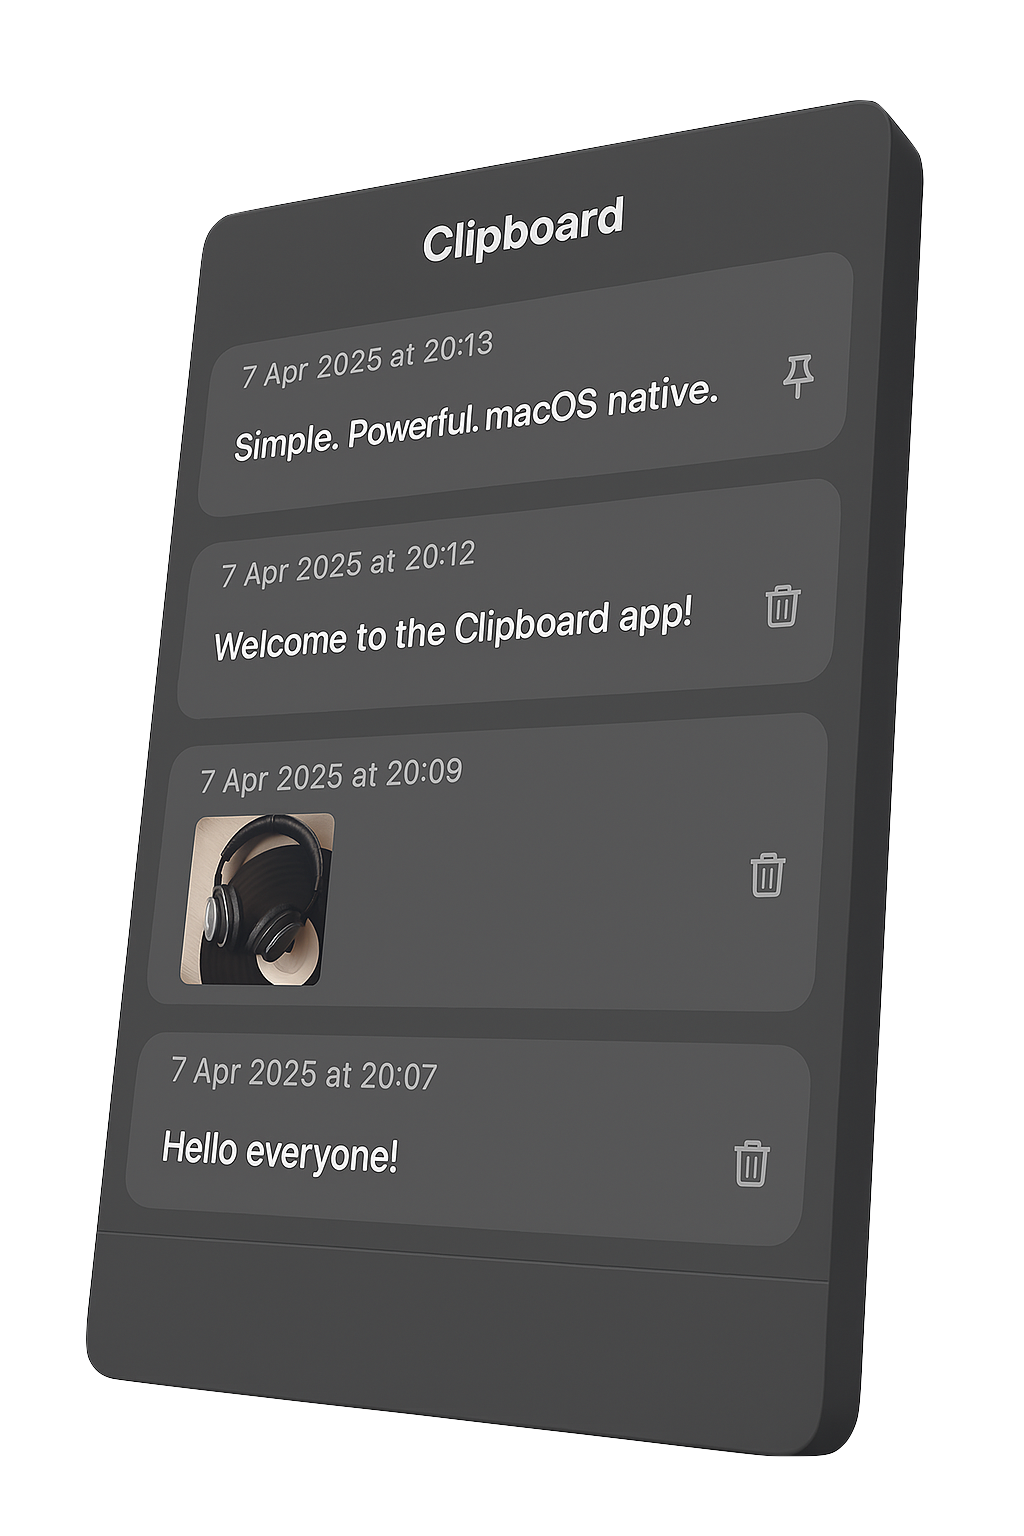 Clipboard
7 Apr 2025 at 20:13
Simple. Powerful. macOS native.
7 Apr 2025 at 20:12
Welcome to the Clipboard app!
7 Apr 2025 at 20:09
7 Apr 2025 at 20:07
Hello everyone!